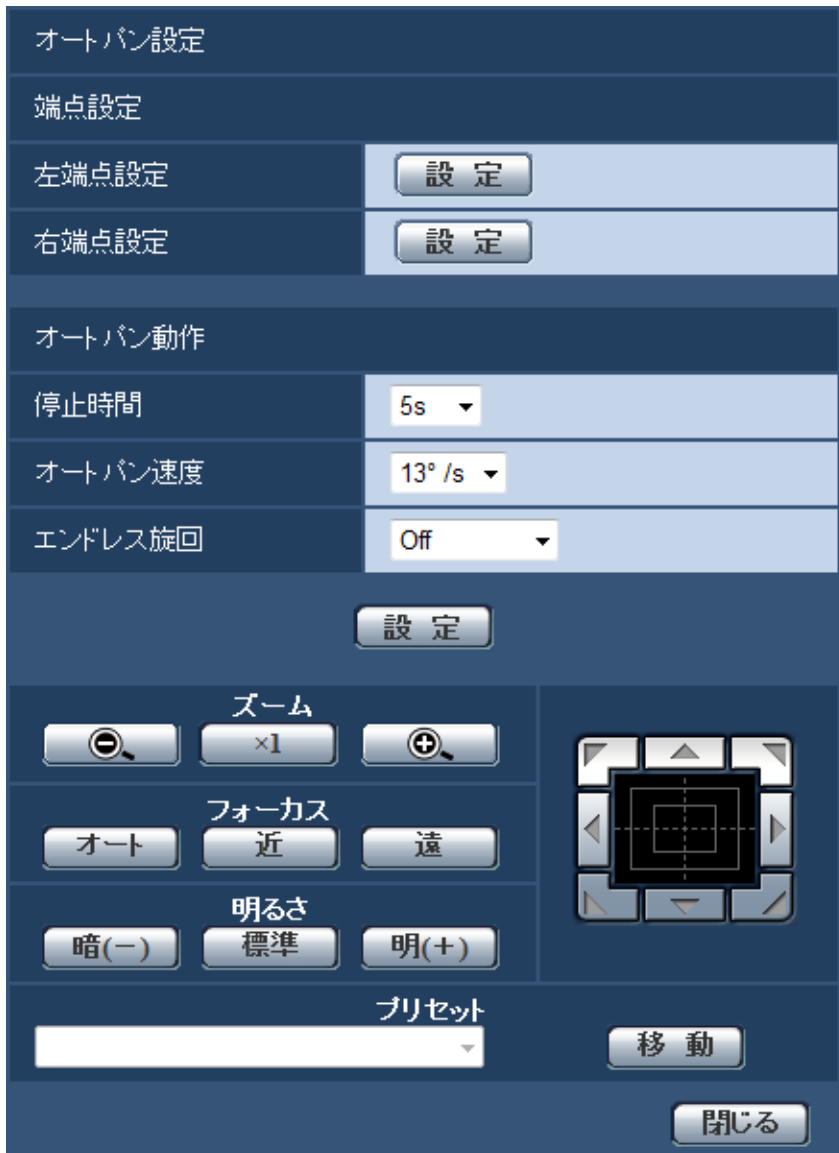 オートパン設定
端点設定
左端点設定 設 定
右端点設定 設 定
オートパン動作
停止時間 5s
オートパン速度 13° /s
エンドレス旋回 Off
設 定
ズーム
×1
フォーカス
オート 近 遠
明るさ
暗(−) 標準 明(+)
プリセット
移 動
閉じる